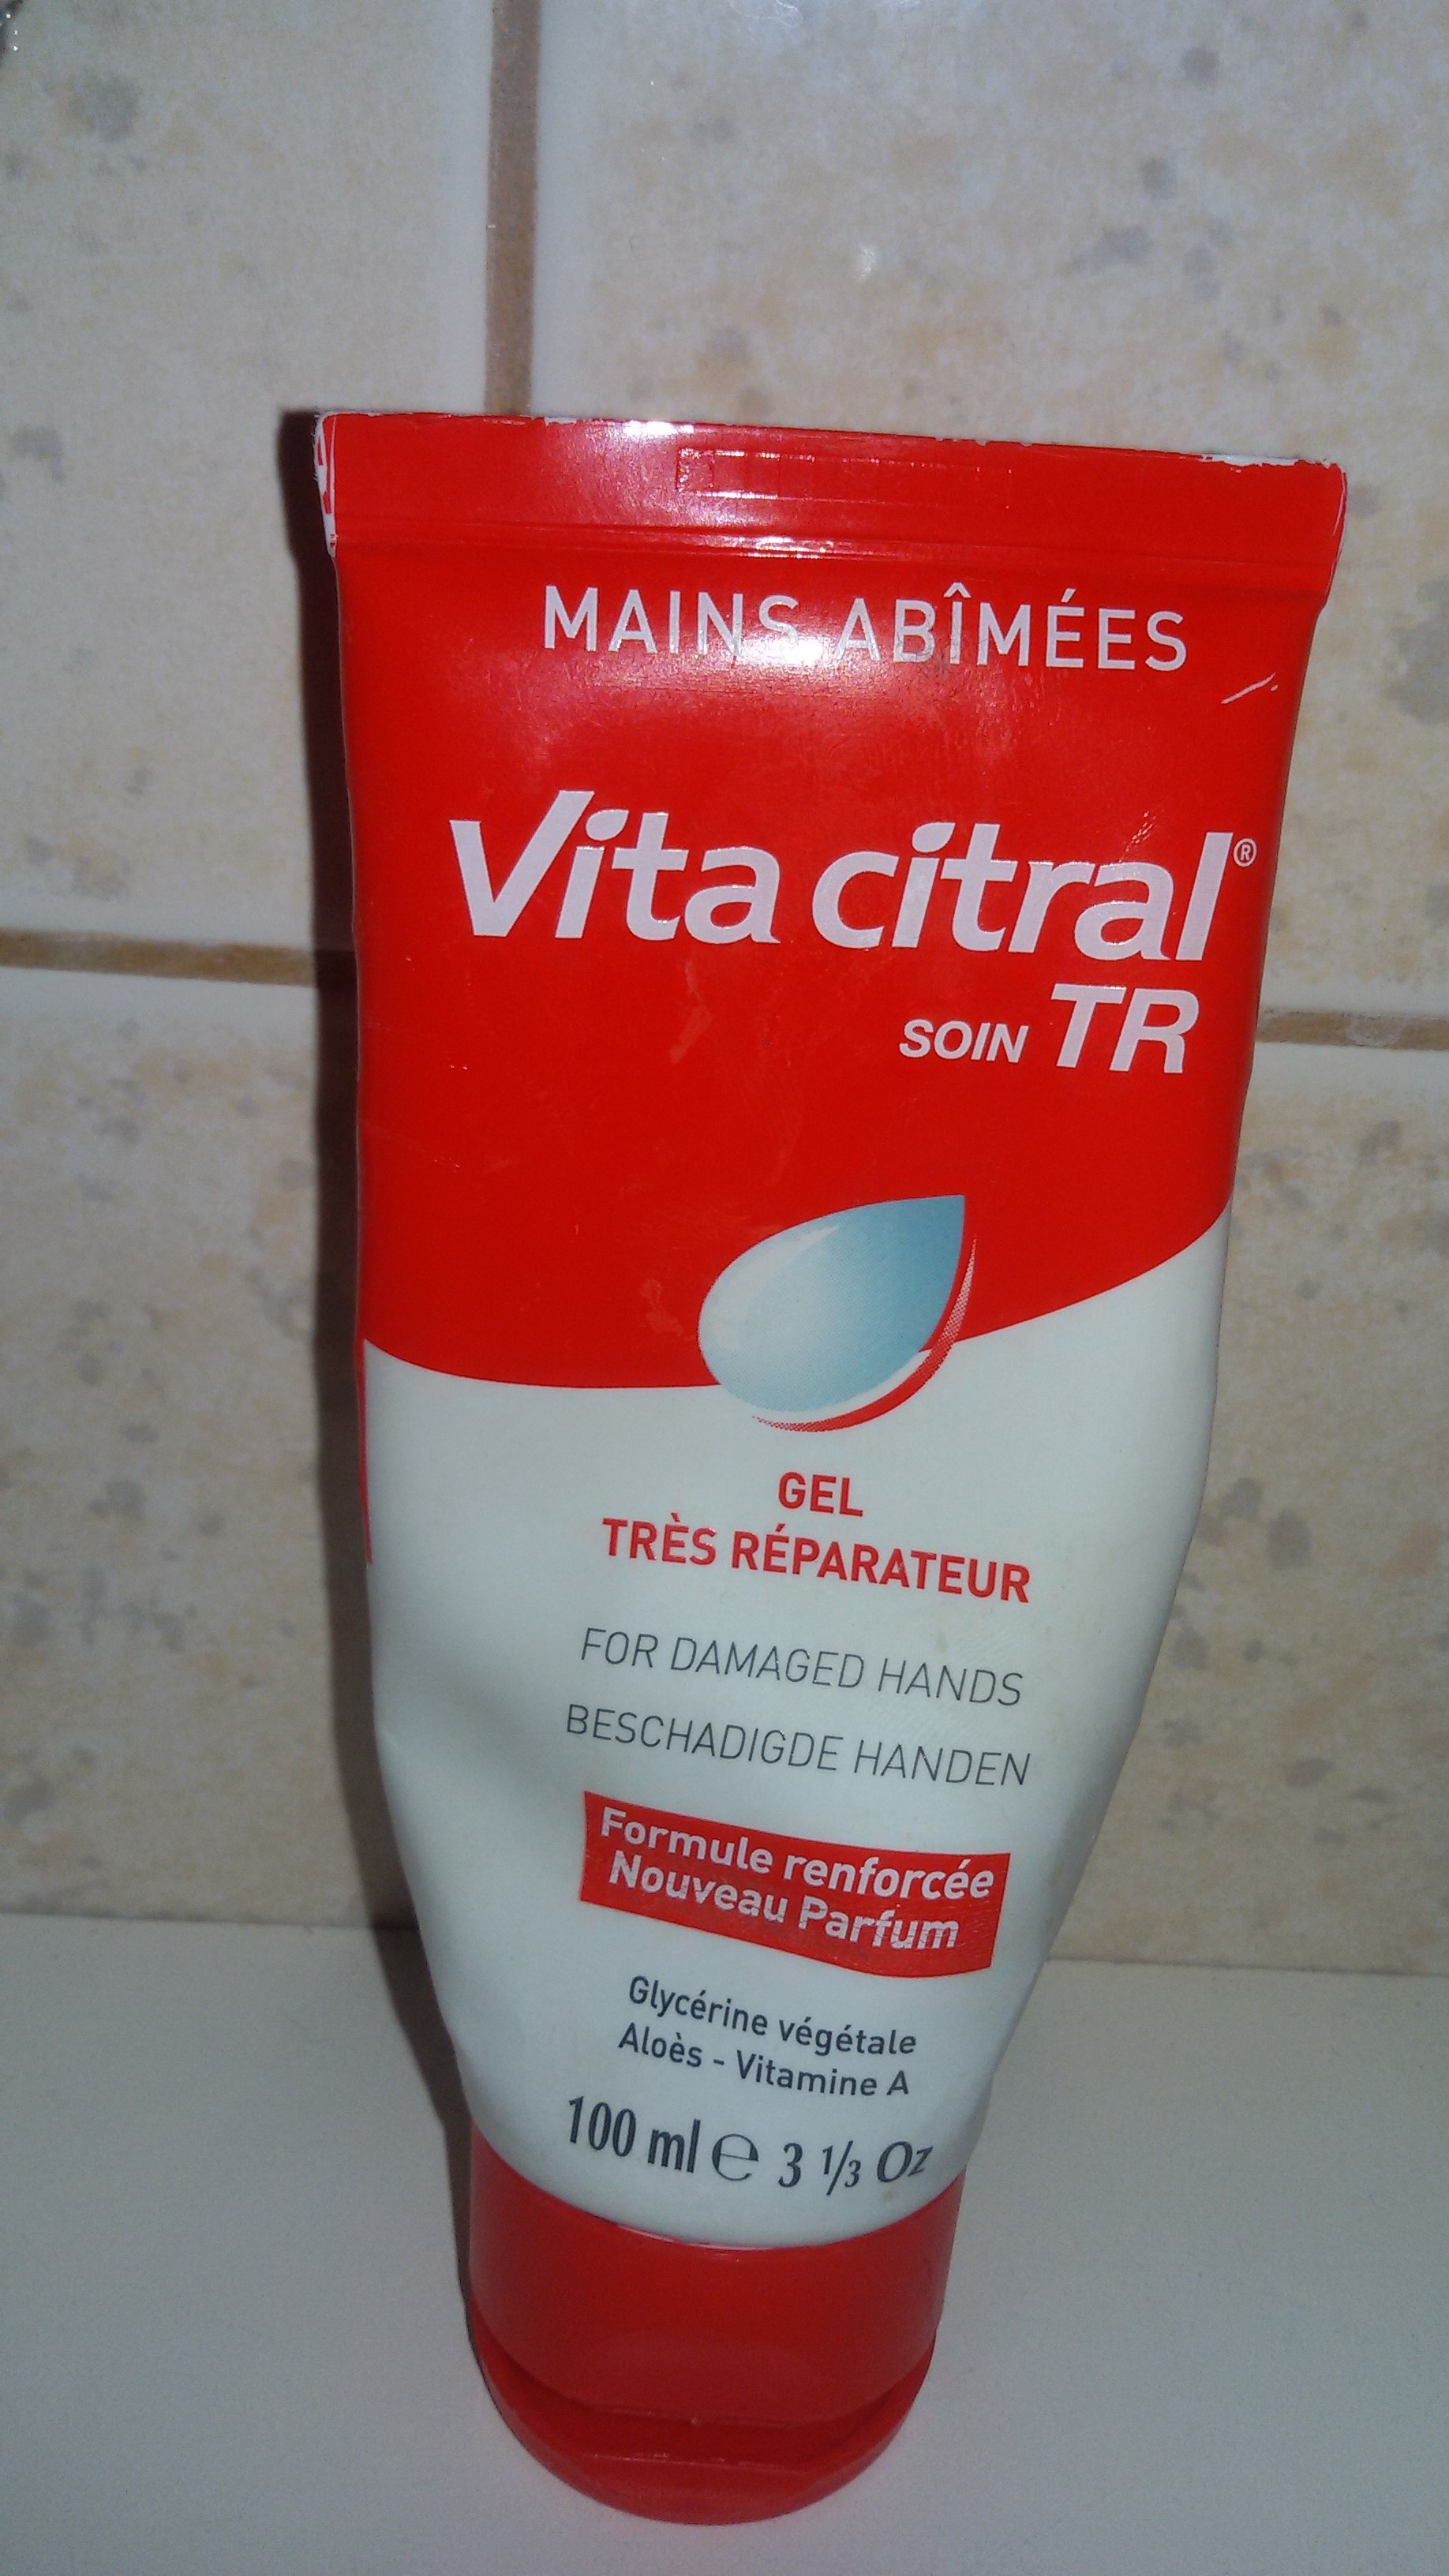 MAINS ABÎMÉES
Vita citral®
SOIN TR
GEL
TRÈS RÉPARATEUR
FOR DAMAGED HANDS
BESCHADIGDE HANDEN
Formule renforcée
Nouveau Parfum
Glycérine végétale
Aloès - Vitamine A
100 ml ℮ 3 1/3 Oz